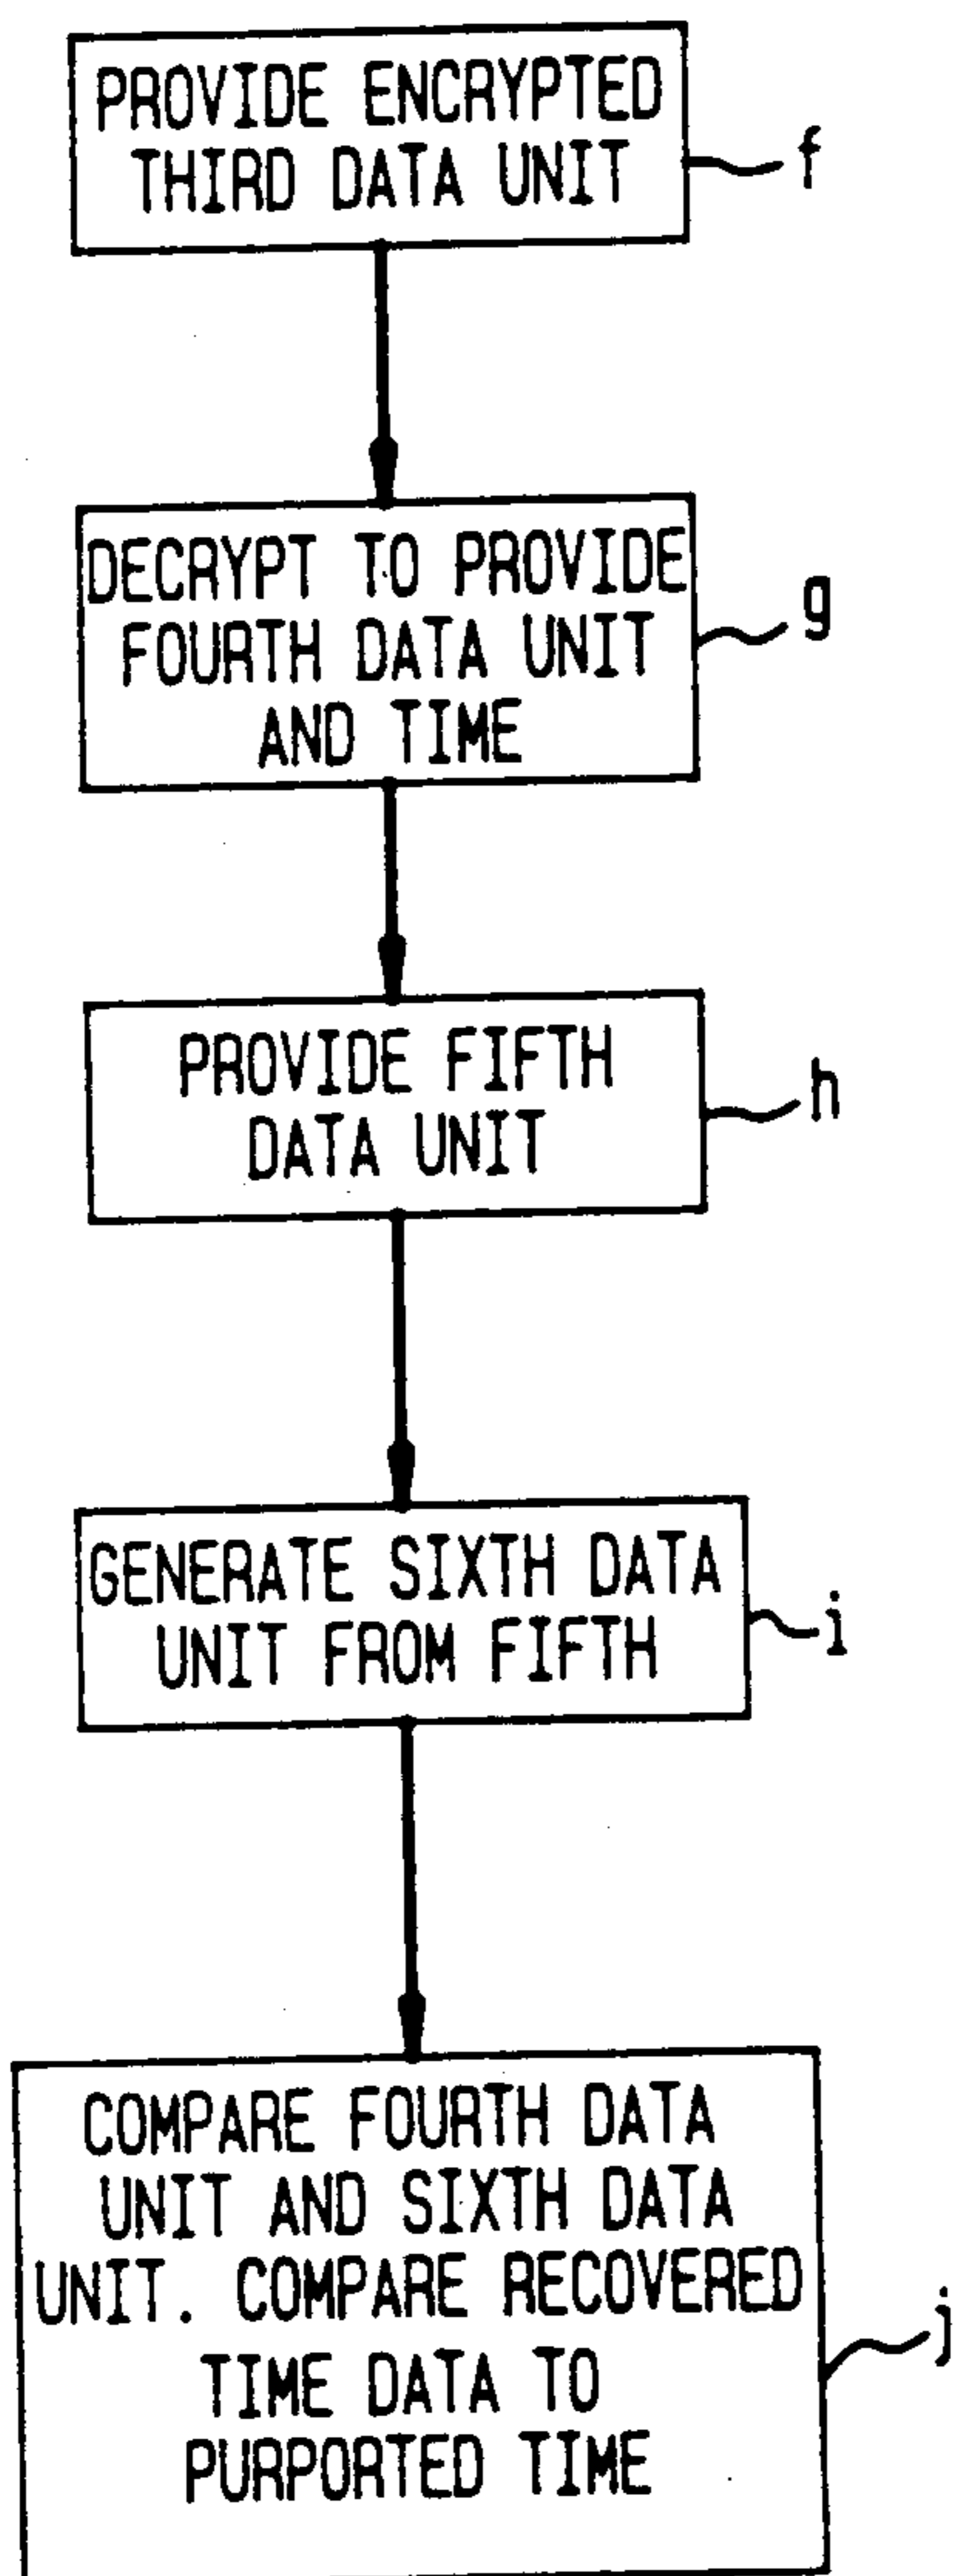 PROVIDE ENCRYPTED
THIRD DATA UNIT
f
DECRYPT TO PROVIDE
FOURTH DATA UNIT
AND TIME
g
PROVIDE FIFTH
DATA UNIT
h
GENERATE SIXTH DATA
UNIT FROM FIFTH
i
COMPARE FOURTH DATA
UNIT AND SIXTH DATA
UNIT. COMPARE RECOVERED
TIME DATA TO
PURPORTED TIME
j